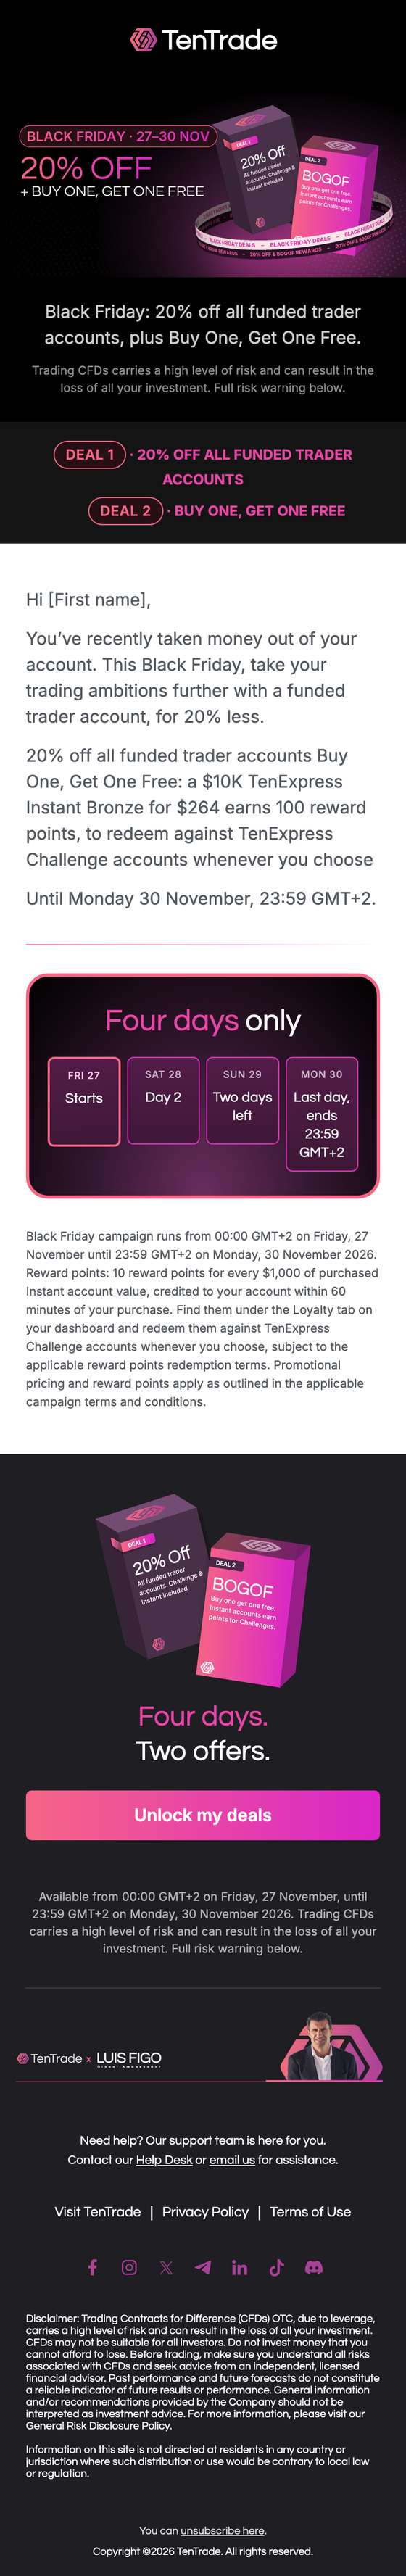 TenTrade
BLACK FRIDAY · 27–30 NOV
20% OFF
+ BUY ONE, GET ONE FREE
DEAL 1
20% Off
All funded trader
accounts. Challenge &
Instant included
DEAL 2
BOGOF
Buy one get one free.
Instant accounts earn
points for Challenges.
BLACK FRIDAY DEALS – BLACK FRIDAY DEALS
20% OFF & BOGOF REWARDS
Black Friday: 20% off all funded trader
accounts, plus Buy One, Get One Free.
Trading CFDs carries a high level of risk and can result in the
loss of all your investment. Full risk warning below.
DEAL 1 · 20% OFF ALL FUNDED TRADER
ACCOUNTS
DEAL 2 · BUY ONE, GET ONE FREE
Hi [First name],
You’ve recently taken money out of your
account. This Black Friday, take your
trading ambitions further with a funded
trader account, for 20% less.
20% off all funded trader accounts Buy
One, Get One Free: a $10K TenExpress
Instant Bronze for $264 earns 100 reward
points, to redeem against TenExpress
Challenge accounts whenever you choose
Until Monday 30 November, 23:59 GMT+2.
Four days only
FRI 27
Starts
SAT 28
Day 2
SUN 29
Two days
left
MON 30
Last day,
ends
23:59
GMT+2
Black Friday campaign runs from 00:00 GMT+2 on Friday, 27
November until 23:59 GMT+2 on Monday, 30 November 2026.
Reward points: 10 reward points for every $1,000 of purchased
Instant account value, credited to your account within 60
minutes of your purchase. Find them under the Loyalty tab on
your dashboard and redeem them against TenExpress
Challenge accounts whenever you choose, subject to the
applicable reward points redemption terms. Promotional
pricing and reward points apply as outlined in the applicable
campaign terms and conditions.
DEAL 1
20% Off
All funded trader
accounts. Challenge &
Instant included
DEAL 2
BOGOF
Buy one get one free.
Instant accounts earn
points for Challenges.
Four days.
Two offers.
Unlock my deals
Available from 00:00 GMT+2 on Friday, 27 November, until
23:59 GMT+2 on Monday, 30 November 2026. Trading CFDs
carries a high level of risk and can result in the loss of all your
investment. Full risk warning below.
TenTrade x LUIS FIGO
Global Ambassador
Need help? Our support team is here for you.
Contact our Help Desk or email us for assistance.
Visit TenTrade | Privacy Policy | Terms of Use
Disclaimer: Trading Contracts for Difference (CFDs) OTC, due to leverage,
carries a high level of risk and can result in the loss of all your investment.
CFDs may not be suitable for all investors. Do not invest money that you
cannot afford to lose. Before trading, make sure you understand all risks
associated with CFDs and seek advice from an independent, licensed
financial advisor. Past performance and future forecasts do not constitute
a reliable indicator of future results or performance. General information
and/or recommendations provided by the Company should not be
interpreted as investment advice. For more information, please visit our
General Risk Disclosure Policy.
Information on this site is not directed at residents in any country or
jurisdiction where such distribution or use would be contrary to local law
or regulation.
You can unsubscribe here.
Copyright ©2026 TenTrade. All rights reserved.